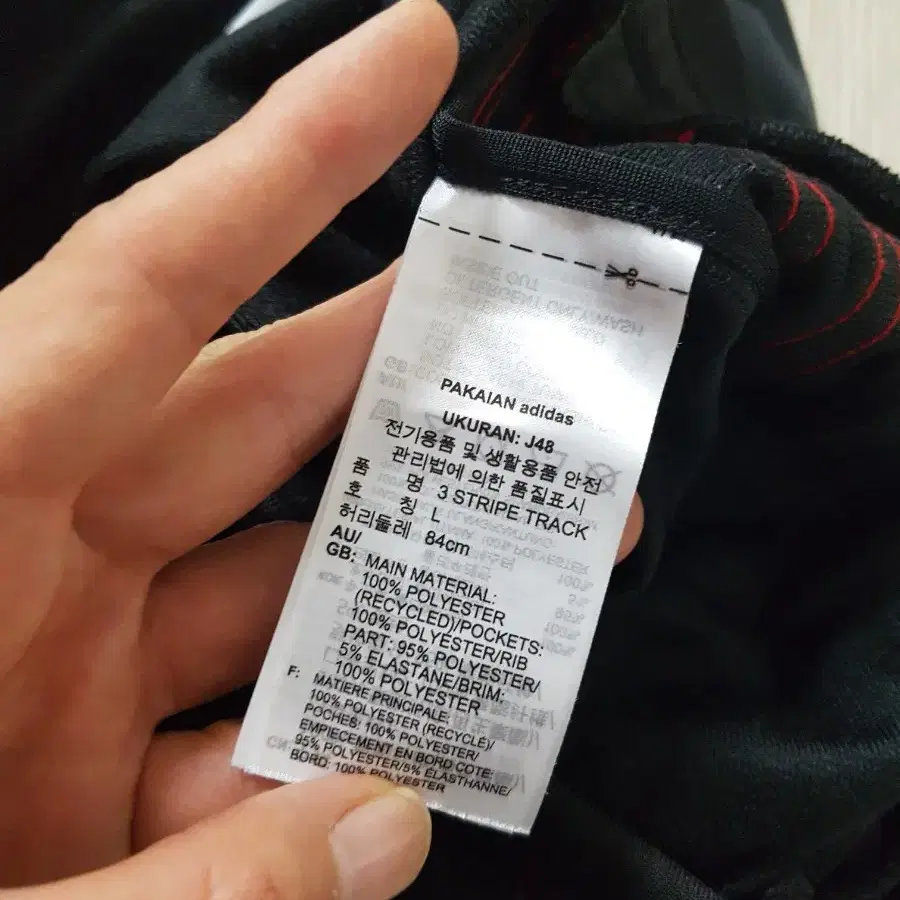 PAKAIAN adidas
UKURAN: J48
전기용품 및 생활용품 안전
관리법에 의한 품질표시
품 명 3 STRIPE TRACK
호 칭 L
허리둘레 84cm
AU/
GB: MAIN MATERIAL:
100% POLYESTER
(RECYCLED)/POCKETS:
100% POLYESTER/RIB
PART: 95% POLYESTER/
5% ELASTANE/BRIM:
100% POLYESTER
F: MATIERE PRINCIPALE:
100% POLYESTER (RECYCLE)/
POCHES: 100% POLYESTER/
EMPIECEMENT EN BORD COTE:
95% POLYESTER/5% ELASTHANNE/
BORD: 100% POLYESTER